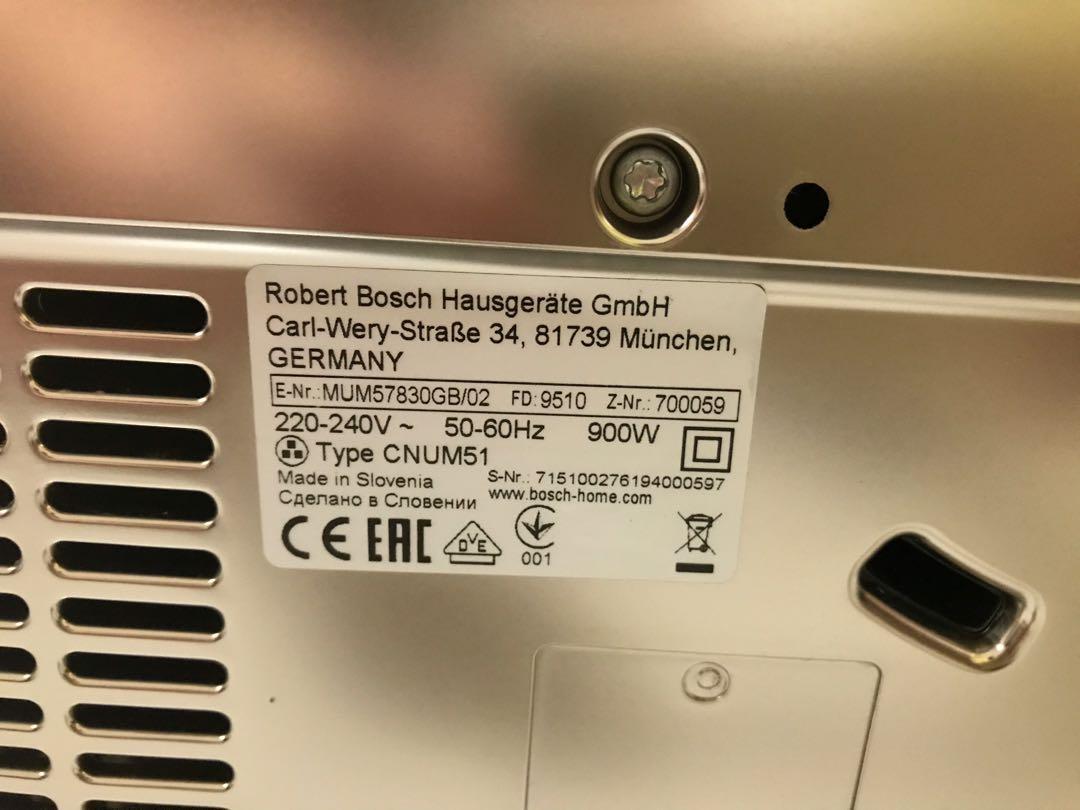 Robert Bosch Hausgeräte GmbH
Carl-Wery-Straße 34, 81739 München,
GERMANY
E-Nr.: MUM57830GB/02 FD: 9510 Z-Nr.: 700059
220-240V ~ 50-60Hz 900W
Type CNUM51
Made in Slovenia S-Nr.: 715100276194000597
Сделано в Словении www.bosch-home.com
CE EAC DVE 001